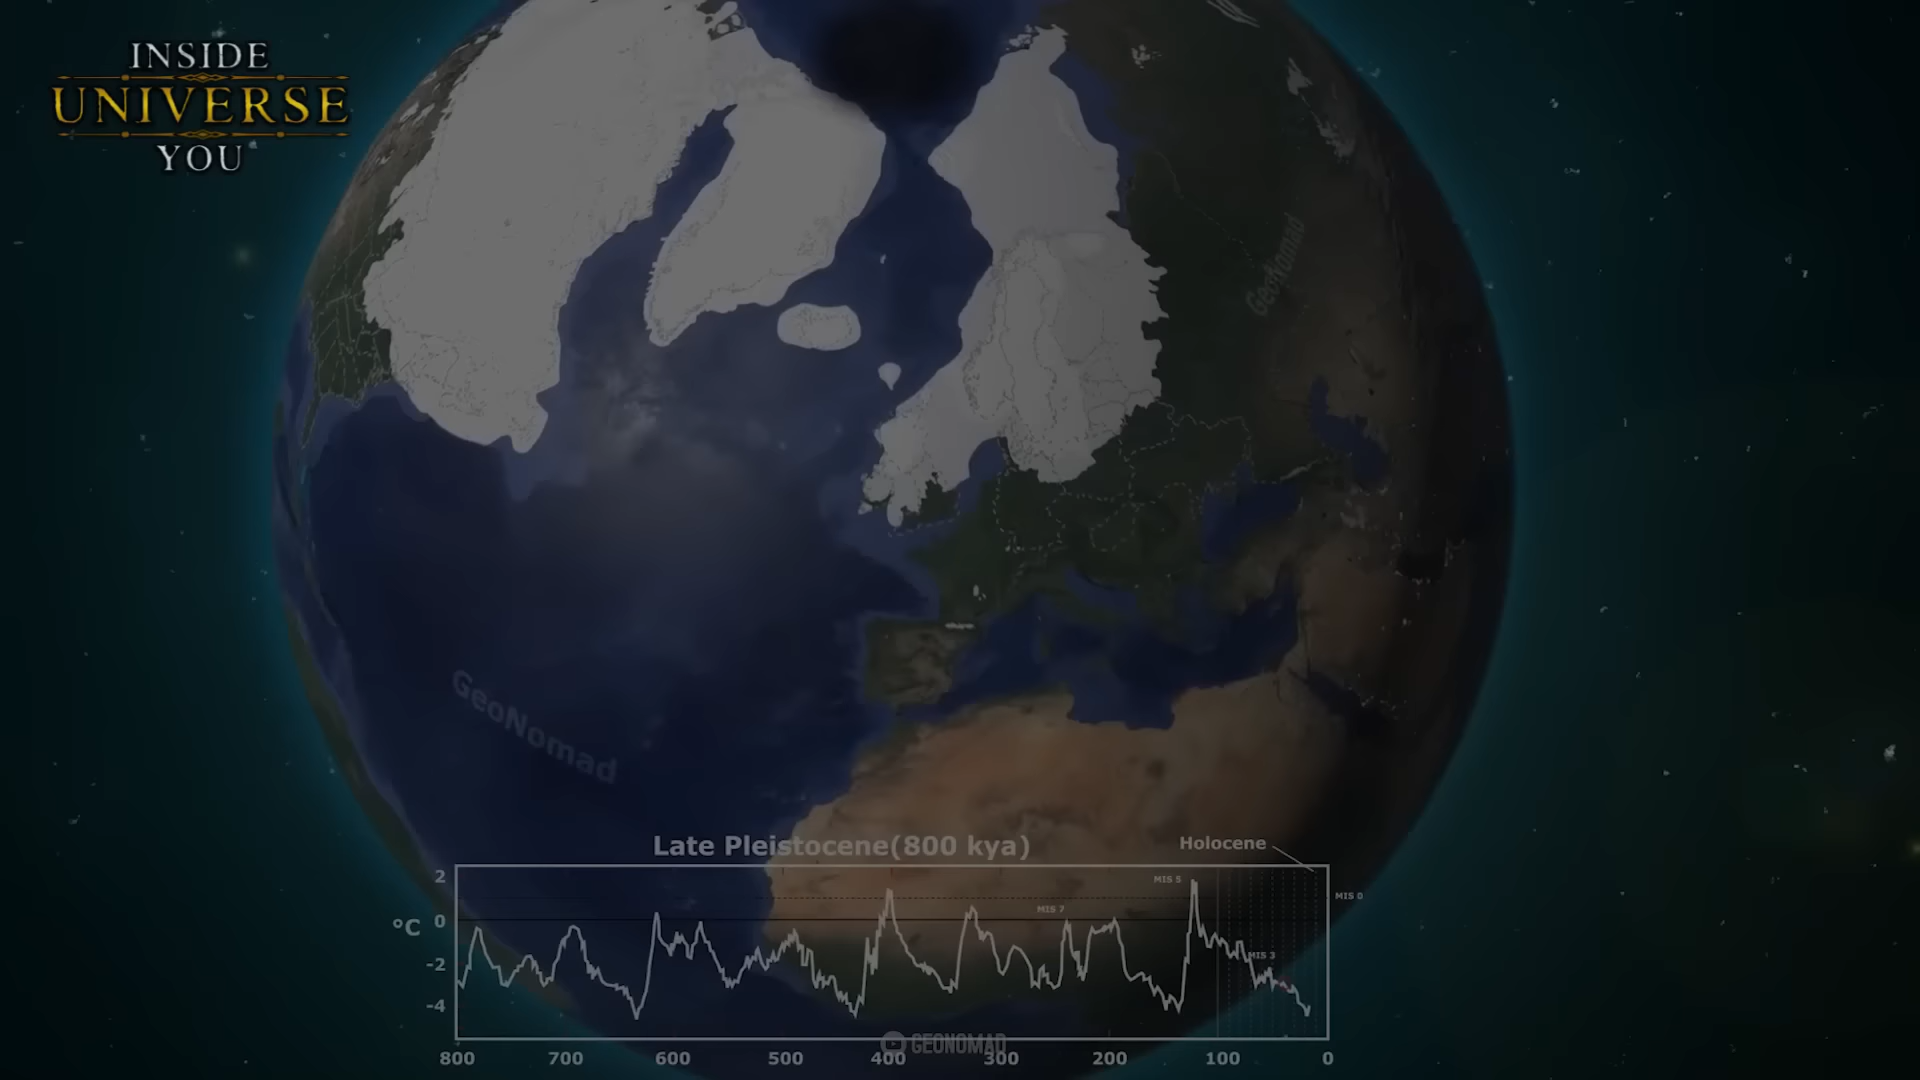 INSIDE
UNIVERSE
YOU
GeoNomad
GeoNomad
Late Pleistocene(800 kya)
Holocene
2
MIS 5
MIS 0
MIS 7
°C
0
MIS 3
-2
-4
GEONOMAD
800 700 600 500 400 300 200 100 0